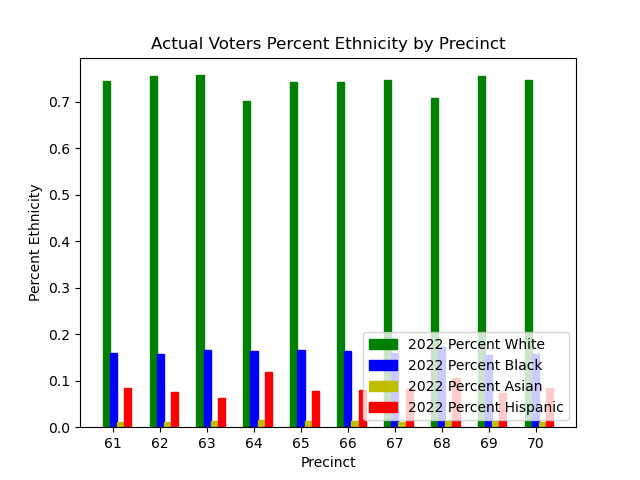 Actual Voters Percent Ethnicity by Precinct
0.7
0.6
0.5
0.4
0.3
0.2
0.1
0.0
Percent Ethnicity
2022 Percent White
2022 Percent Black
2022 Percent Asian
2022 Percent Hispanic
61 62 63 64 65 66 67 68 69 70
Precinct